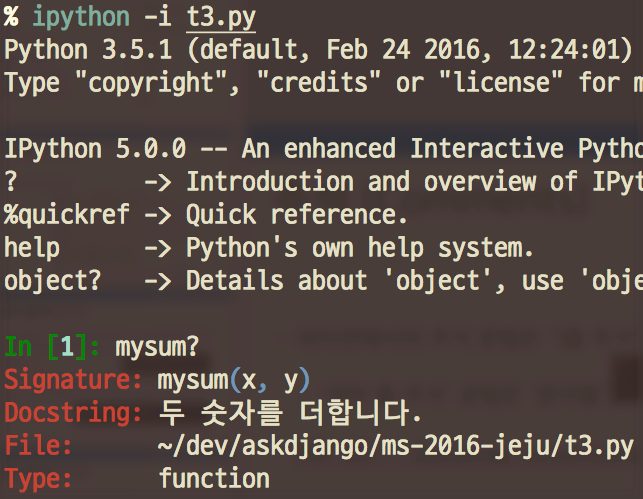 % ipython -i t3.py
Python 3.5.1 (default, Feb 24 2016, 12:24:01)
Type "copyright", "credits" or "license" for
IPython 5.0.0 -- An enhanced Interactive
? -> Introduction and overview of
%quickref -> Quick reference.
help -> Python's own help system.
object? -> Details about 'object', use
In [1]: mysum?
Signature: mysum(x, y)
Docstring: 두 숫자를 더합니다.
File: ~/dev/askdjango/ms-2016-jeju/t3.py
Type: function